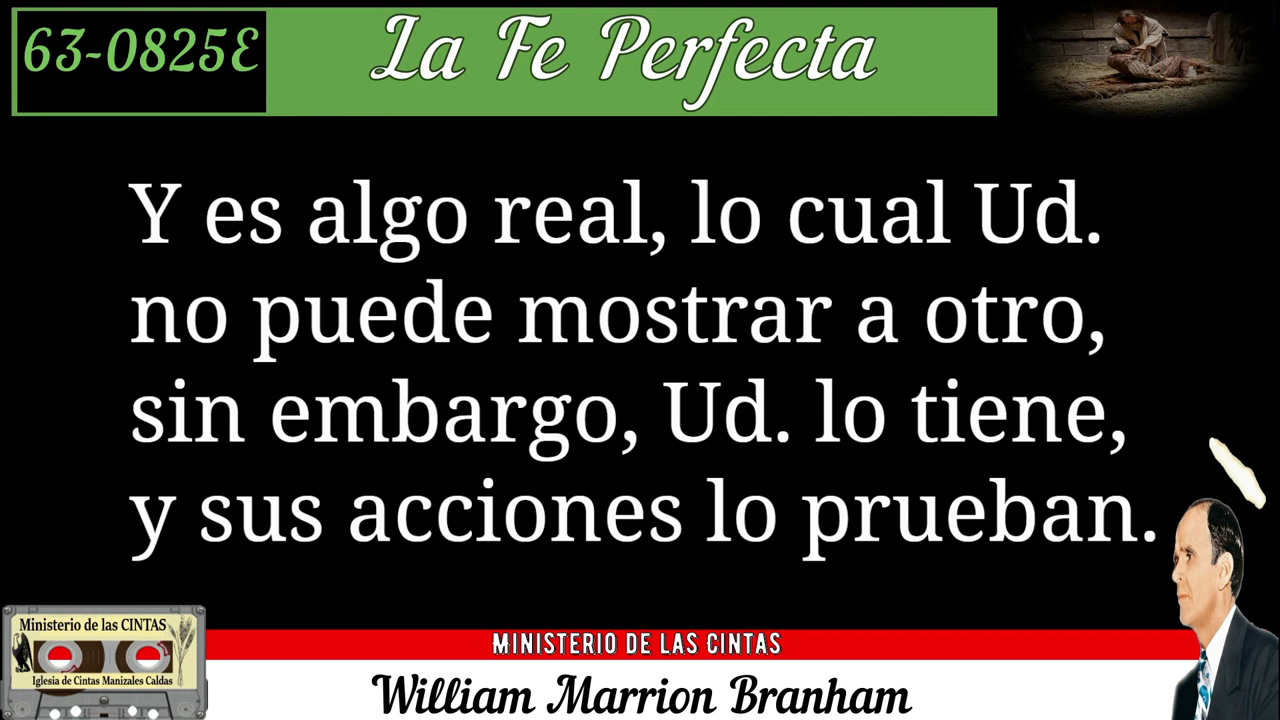 63-0825E
La Fe Perfecta
Y es algo real, lo cual Ud.
no puede mostrar a otro,
sin embargo, Ud. lo tiene,
y sus acciones lo prueban.
Ministerio de las CINTAS
Iglesia de Cintas Manizales Caldas
MINISTERIO DE LAS CINTAS
William Marrion Branham